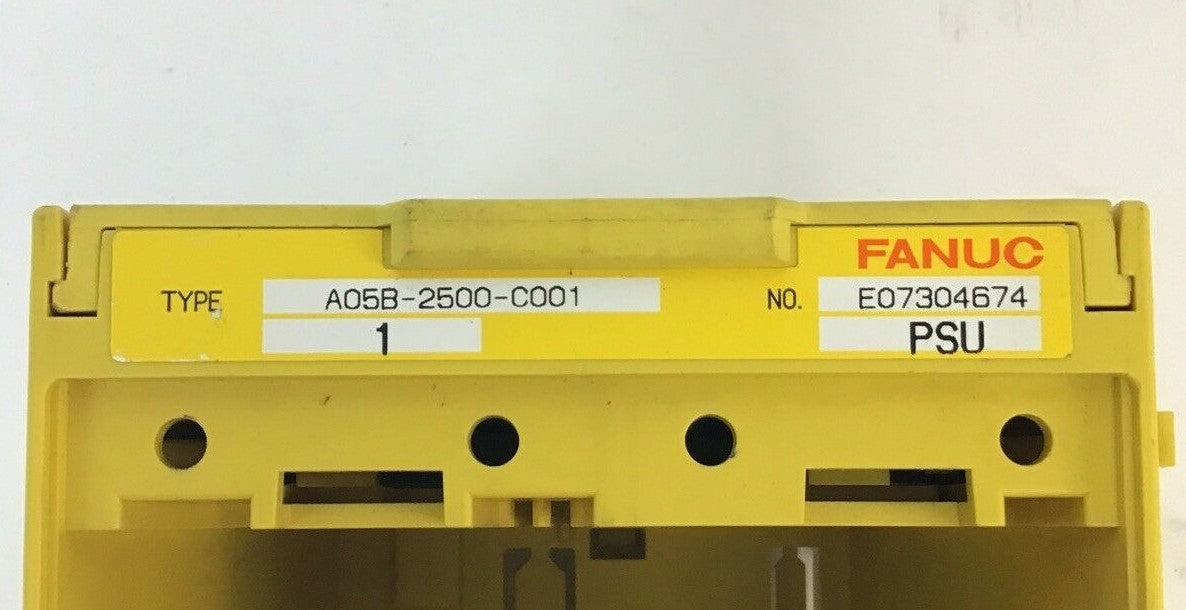 FANUC
TYPE A05B-2500-C001 NO. E07304674
1 PSU